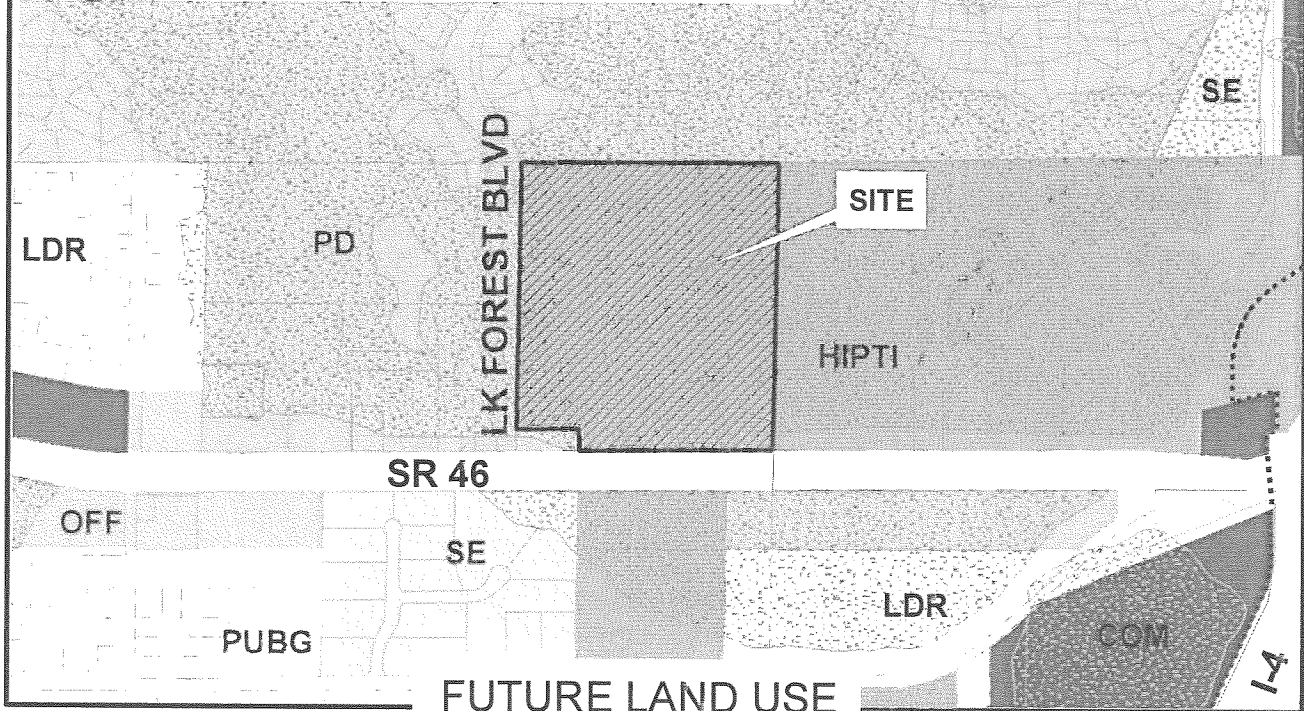 SE
SITE
LK FOREST BLVD
LDR
PD
HIPTI
SR 46
OFF
SE
LDR
PUBG
COM
I-4
FUTURE LAND USE